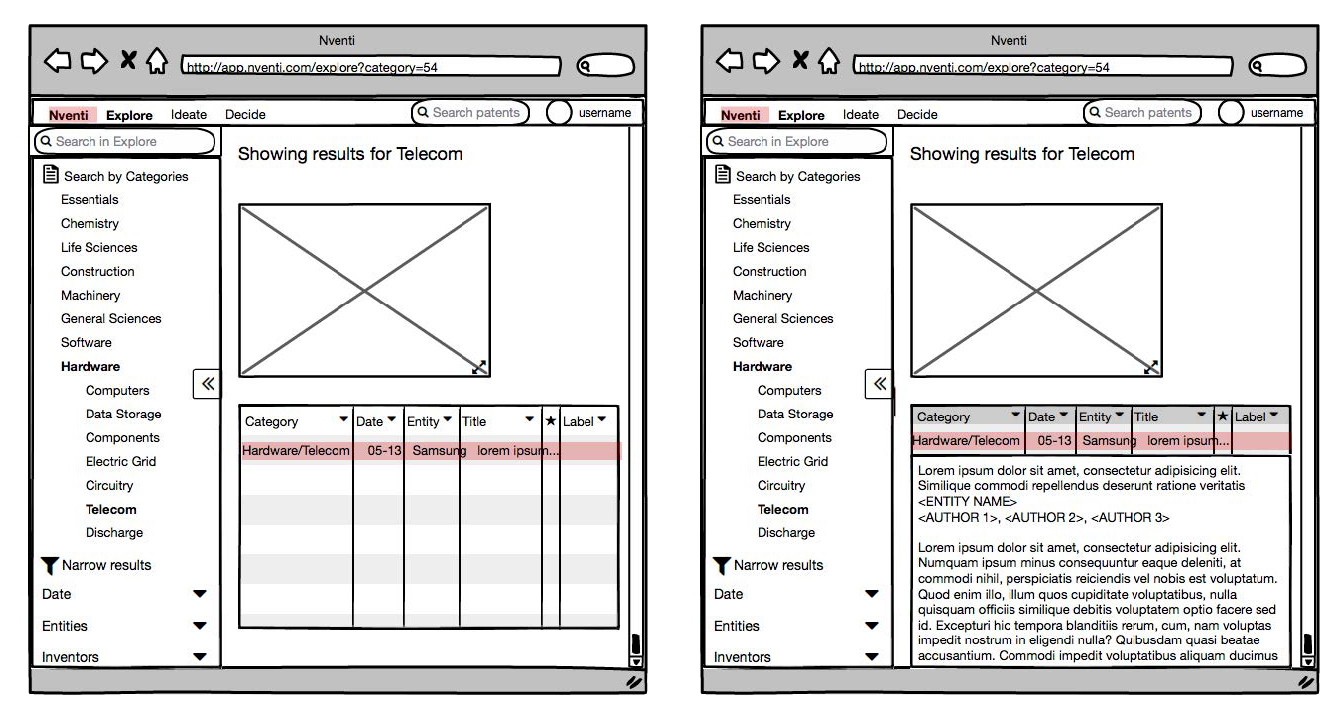 Nventi
http://app.nventi.com/explore?category=54
Nventi Explore Ideate Decide Search patents username
Search in Explore
Search by Categories
Essentials
Chemistry
Life Sciences
Construction
Machinery
General Sciences
Software
Hardware
Computers
Data Storage
Components
Electric Grid
Circuitry
Telecom
Discharge
Narrow results
Date
Entities
Inventors
Showing results for Telecom
Category Date Entity Title ★ Label
Hardware/Telecom 05-13 Samsung lorem ipsum...
Nventi
http://app.nventi.com/explore?category=54
Nventi Explore Ideate Decide Search patents username
Search in Explore
Search by Categories
Essentials
Chemistry
Life Sciences
Construction
Machinery
General Sciences
Software
Hardware
Computers
Data Storage
Components
Electric Grid
Circuitry
Telecom
Discharge
Narrow results
Date
Entities
Inventors
Showing results for Telecom
Category Date Entity Title ★ Label
Hardware/Telecom 05-13 Samsung lorem ipsum...
Lorem ipsum dolor sit amet, consectetur adipisicing elit.
Similique commodi repellendus deserunt ratione veritatis
<ENTITY NAME>
<AUTHOR 1>, <AUTHOR 2>, <AUTHOR 3>
Lorem ipsum dolor sit amet, consectetur adipisicing elit.
Numquam ipsum minus consequuntur eaque deleniti, at
commodi nihil, perspiciatis reiciendis vel nobis est voluptatum.
Quod enim illo, illum quos cupiditate voluptatibus, nulla
quisquam officiis similique debitis voluptatem optio facere sed
id. Excepturi hic tempora blanditiis rerum, cum, nam voluptas
impedit nostrum in eligendi nulla? Quibusdam quasi beatae
accusantium. Commodi impedit voluptatibus aliquam ducimus